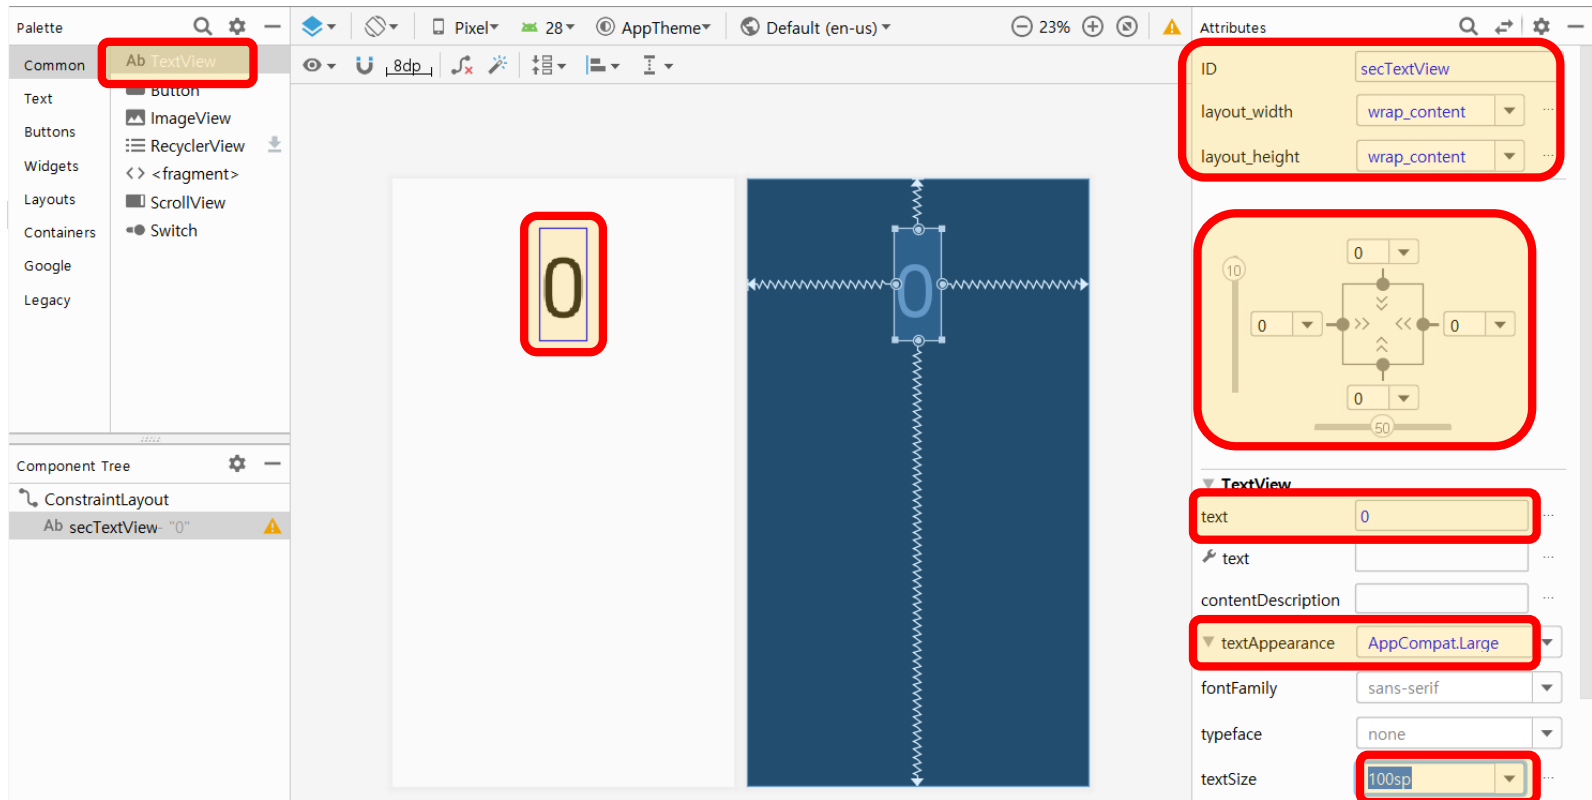 Palette
Pixel
28
AppTheme
Default (en-us)
23%
Attributes
Common
Ab TextView
8dp
Text
Button
Buttons
ImageView
Widgets
RecyclerView
<fragment>
Layouts
ScrollView
Containers
Switch
Google
Legacy
Component Tree
ConstraintLayout
Ab secTextView- "0"
0
0
ID
secTextView
layout_width
wrap_content
...
layout_height
wrap_content
...
0
10
0
0
0
50
TextView
text
0
...
text
...
contentDescription
...
textAppearance
AppCompat.Large
fontFamily
sans-serif
typeface
none
textSize
100sp
...